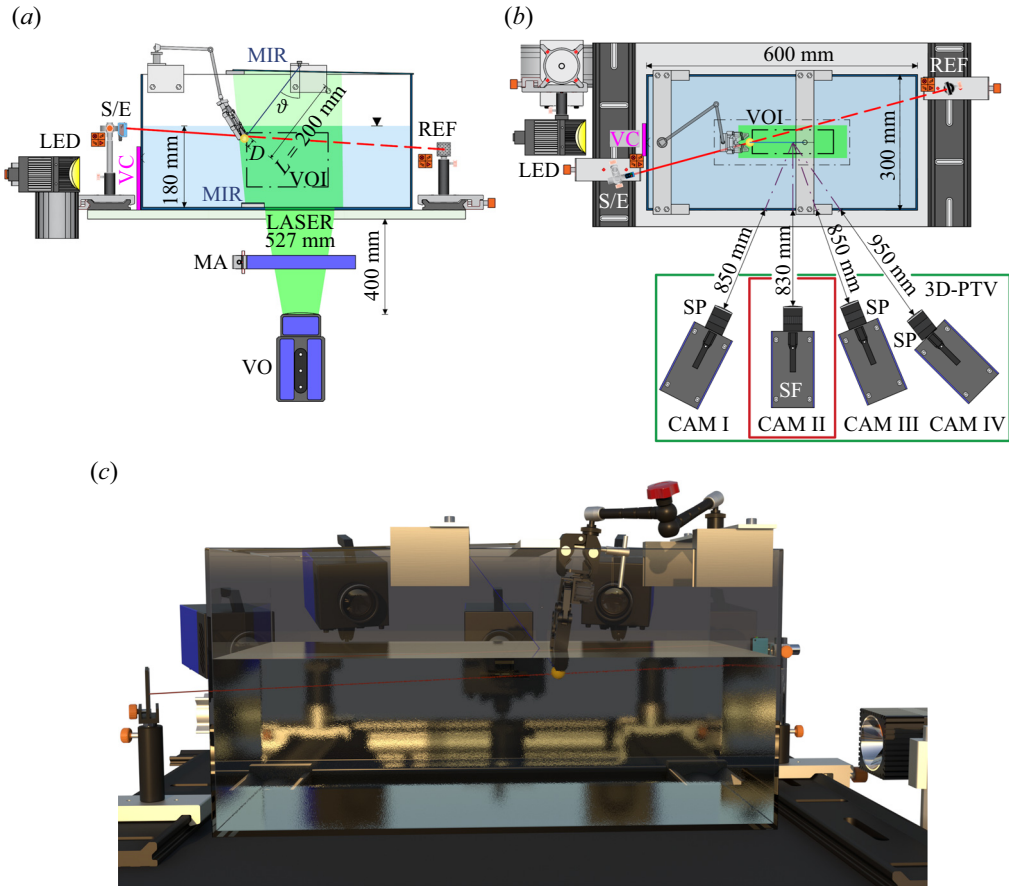 (a)
MIR
ϑ
S/E
LED
L = 200 mm
REF
D
VC
180 mm
VOI
MIR
LASER
527 mm
MA
400 mm
VO
(b)
600 mm
REF
VOI
VC
LED
300 mm
S/E
850 mm
830 mm
850 mm
950 mm
3D-PTV
SP
SP
SP
SF
CAM I
CAM II
CAM III
CAM IV
(c)